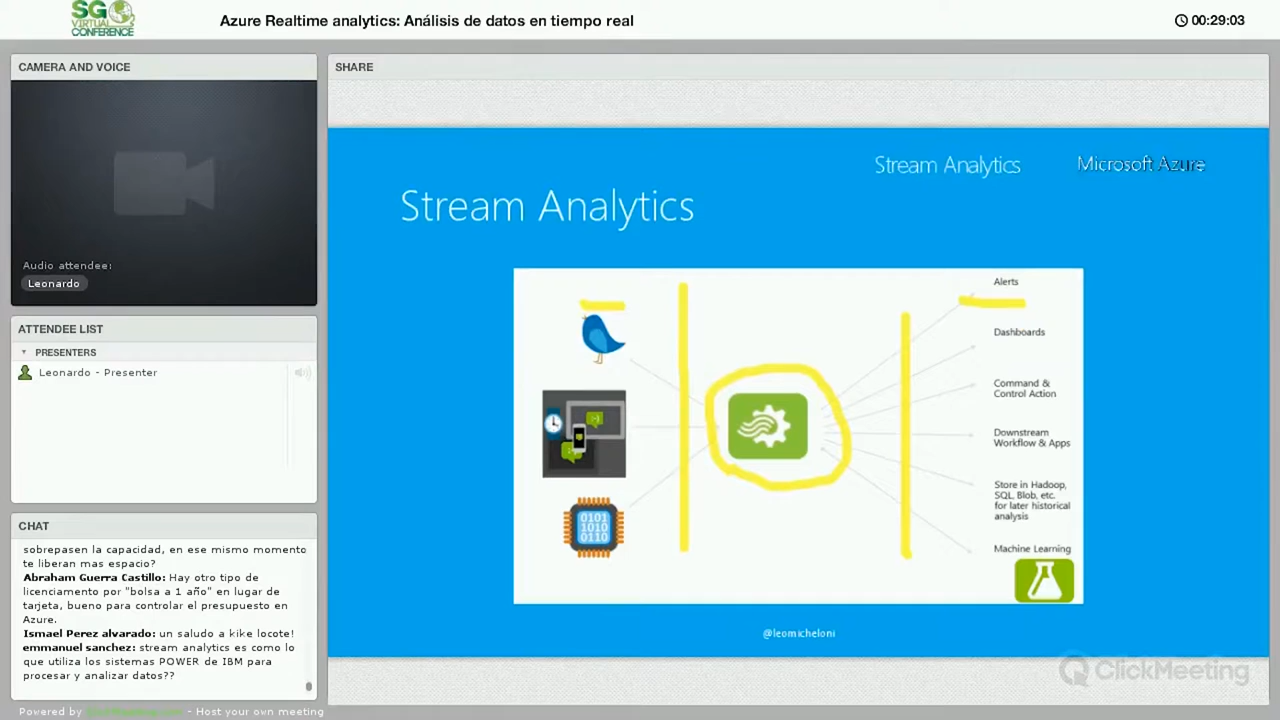 SG
VIRTUAL
CONFERENCE
Azure Realtime analytics: Análisis de datos en tiempo real
00:29:03
CAMERA AND VOICE
Audio attendee:
Leonardo
ATTENDEE LIST
PRESENTERS
Leonardo - Presenter
CHAT
sobrepasen la capacidad, en ese mismo momento
te liberan mas espacio?
Abraham Guerra Castillo: Hay otro tipo de
licenciamiento por "bolsa a 1 año" en lugar de
tarjeta, bueno para controlar el presupuesto en
Azure.
Ismael Perez alvarado: un saludo a kike locote!
emmanuel sanchez: stream analytics es como lo
que utiliza los sistemas POWER de IBM para
procesar y analizar datos??
Powered by ClickMeeting.com - Host your own meeting
SHARE
Stream Analytics
Microsoft Azure
Stream Analytics
0101
1010
0110
Alerts
Dashboards
Command &
Control Action
Downstream
Workflow & Apps
Store in Hadoop,
SQL, Blob, etc.
for later historical
analysis
Machine Learning
@leomicheloni
ClickMeeting